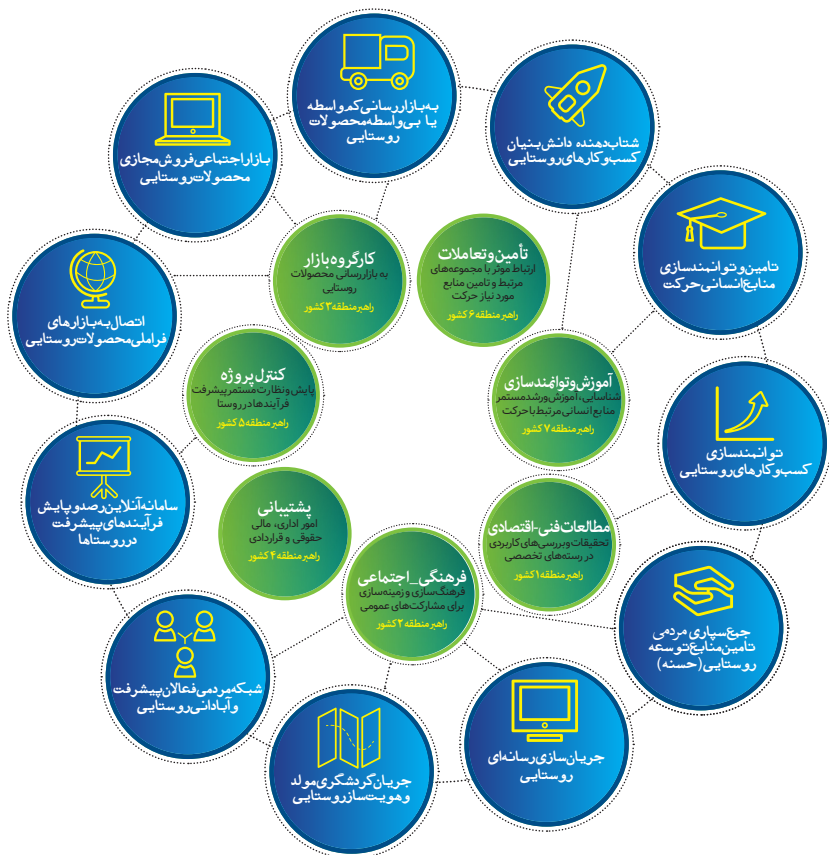 به بازار رسانی کم واسطه
یا بی واسطه محصولات
روستایی
شتاب دهنده دانش بنیان
کسب و کارهای روستایی
تامین و توانمندسازی
منابع انسانی حرکت
توانمندسازی
کسب و کارهای روستایی
جمع سپاری مردمی
تامین منابع توسعه
روستایی (حسنه)
جریان سازی رسانه ای
روستایی
جریان گردشگری مولد
و هویت ساز روستایی
شبکه مردمی فعالان پیشرفت
و آبادانی روستایی
سامانه آنلاین رصد و پایش
فرآیندهای پیشرفت
در روستاها
اتصال به بازارهای
فراملی محصولات روستایی
بازار اجتماعی فروش مجازی
محصولات روستایی
تأمین و تعاملات
ارتباط موثر با مجموعه‌های
مرتبط و تامین منابع
مورد نیاز حرکت
راهبر منطقه ۶ کشور
آموزش و توانمندسازی
شناسایی، آموزش و رشد مستمر
منابع انسانی مرتبط با حرکت
راهبر منطقه ۷ کشور
مطالعات فنی-اقتصادی
تحقیقات و بررسی‌های کاربردی
در رسته‌های تخصصی
راهبر منطقه ۱ کشور
فرهنگی_اجتماعی
فرهنگ سازی و زمینه سازی
برای مشارکت‌های عمومی
راهبر منطقه ۲ کشور
پشتیبانی
امور اداری، مالی
حقوقی و قراردادی
راهبر منطقه ۴ کشور
کنترل پروژه
پایش و نظارت مستمر پیشرفت
فرآیندها در روستا
راهبر منطقه ۵ کشور
کارگروه بازار
به بازار رسانی محصولات
روستایی
راهبر منطقه ۳ کشور